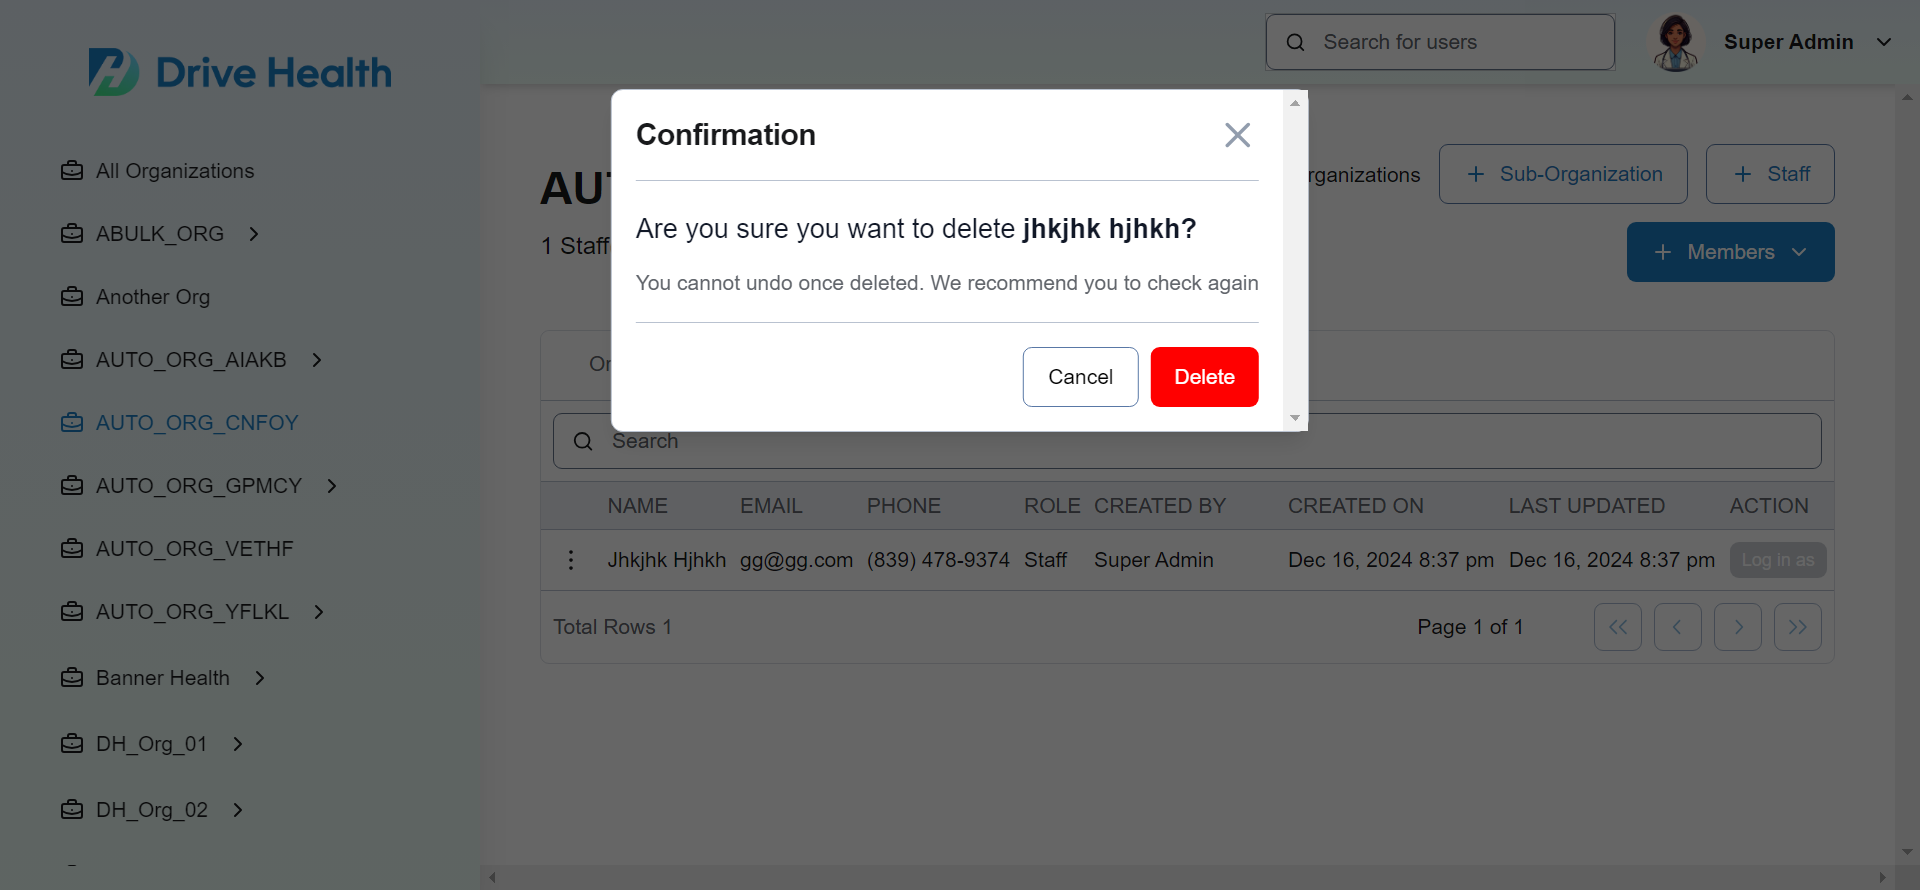 Drive Health
Search for users
Super Admin
All Organizations
ABULK_ORG
Another Org
AUTO_ORG_AIAKB
AUTO_ORG_CNFOY
AUTO_ORG_GPMCY
AUTO_ORG_VETHF
AUTO_ORG_YFLKL
Banner Health
DH_Org_01
DH_Org_02
Confirmation
Are you sure you want to delete jhkjhk hjhkh?
You cannot undo once deleted. We recommend you to check again
Cancel Delete
AUT
rganizations
+ Sub-Organization
+ Staff
1 Staff
+ Members
Or
Search
NAME EMAIL PHONE ROLE CREATED BY CREATED ON LAST UPDATED ACTION
Jhkjhk Hjhkh gg@gg.com (839) 478-9374 Staff Super Admin Dec 16, 2024 8:37 pm Dec 16, 2024 8:37 pm Log in as
Total Rows 1 Page 1 of 1